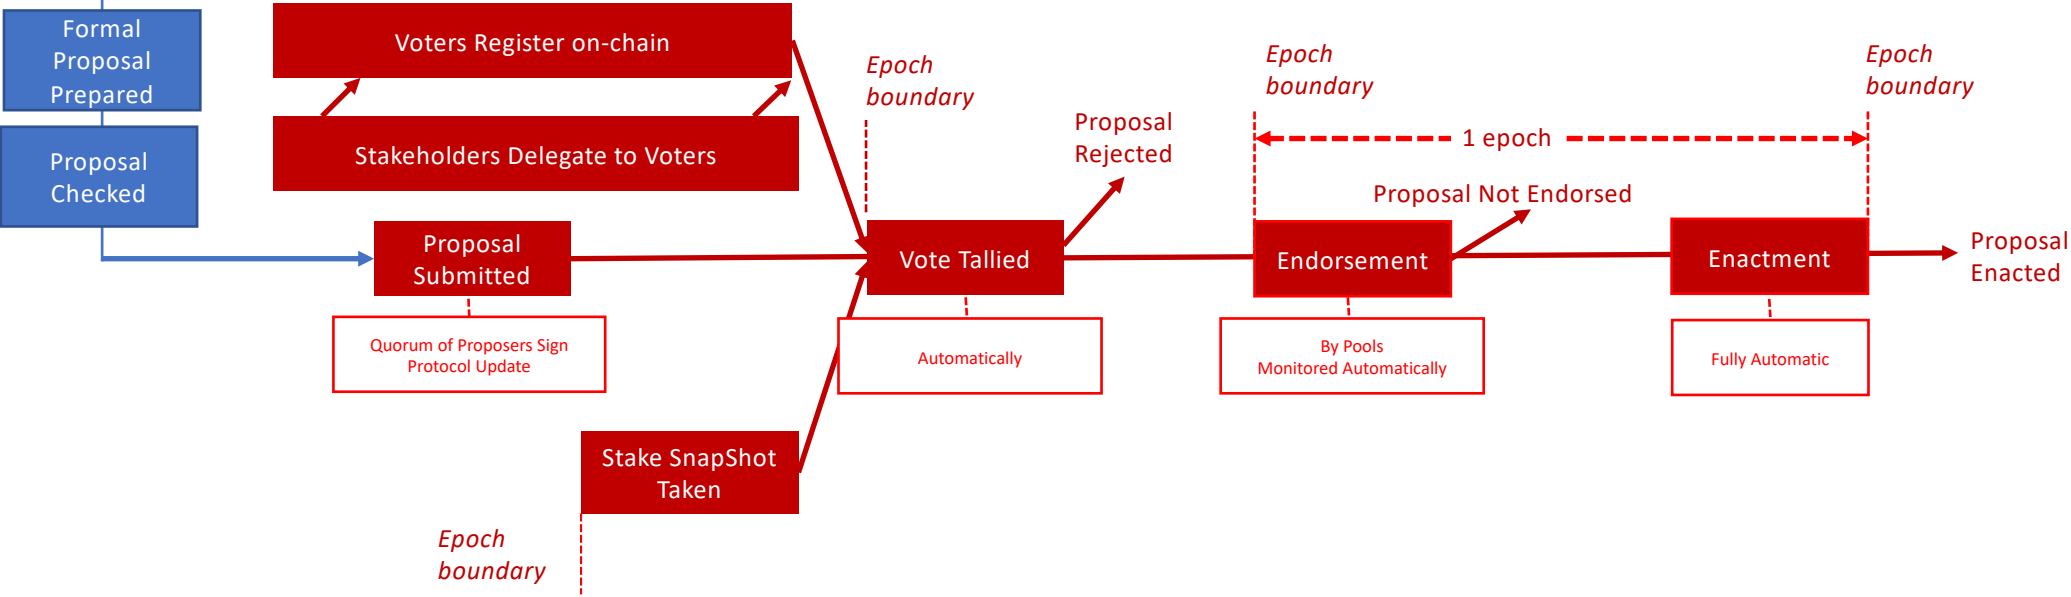 Formal
Proposal
Prepared
Proposal
Checked
Voters Register on-chain
Stakeholders Delegate to Voters
Proposal
Submitted
Quorum of Proposers Sign
Protocol Update
Stake SnapShot
Taken
Epoch
boundary
Epoch
boundary
Vote Tallied
Automatically
Proposal
Rejected
Epoch
boundary
1 epoch
Endorsement
By Pools
Monitored Automatically
Proposal Not Endorsed
Epoch
boundary
Enactment
Fully Automatic
Proposal
Enacted